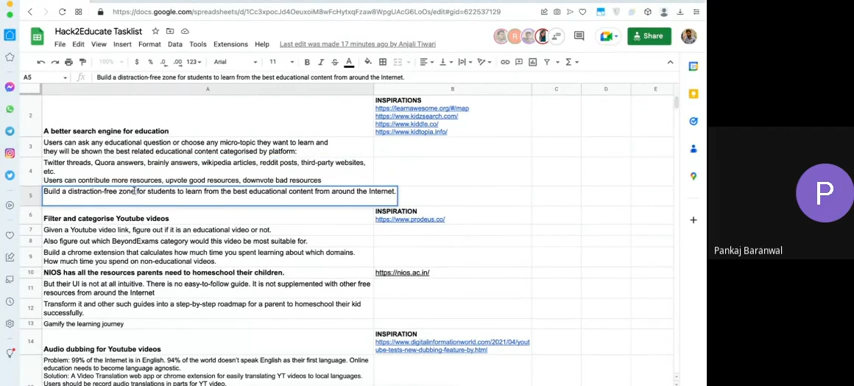 https://docs.google.com/spreadsheets/d/1Cc3xpocJd4OeuxoiM8wFcHytxqFzaw8WpgUAcG6LoDs/edit#gid=622537129
Hack2Educate Tasklist
File Edit View Insert Format Data Tools Extensions Help Last edit was made 17 minutes ago by Anjali Tiwari
Share
100% $ % .0 .00 123 Arial 11 B I S A
A5 fx Build a distraction-free zone for students to learn from the best educational content from around the Internet.
A B C D E
INSPIRATIONS
https://learnawesome.org/#/map
https://www.kidzsearch.com/
https://www.kiddle.co/
https://www.kidtopia.info/
2 A better search engine for education
Users can ask any educational question or choose any micro-topic they want to learn and
3 they will be shown the best related educational content categorised by platform:
Twitter threads, Quora answers, brainly answers, wikipedia articles, reddit posts, third-party websites,
etc.
4 Users can contribute more resources, upvote good resources, downvote bad resources
5 Build a distraction-free zone for students to learn from the best educational content from around the Internet.
INSPIRATION
6 Filter and categorise Youtube videos https://www.prodeus.co/
7 Given a Youtube video link, figure out if it is an educational video or not.
8 Also figure out which BeyondExams category would this video be most suitable for.
Build a chrome extension that calculates how much time you spent learning about which domains.
9 How much time you spend on non-educational videos.
10 NIOS has all the resources parents need to homeschool their children. https://nios.ac.in/
But their UI is not at all intuitive. There is no easy-to-follow guide. It is not supplemented with other free
11 resources from around the Internet
Transform it and other such guides into a step-by-step roadmap for a parent to homeschool their kid
12 successfully.
13 Gamify the learning journey
INSPIRATION
https://www.digitalinformationworld.com/2021/04/yout
14 Audio dubbing for Youtube videos ube-tests-new-dubbing-feature-by.html
Problem: 99% of the Internet is in English. 94% of the world doesn't speak English as their first language. Online
education needs to become language agnostic.
Solution: A Video Translation web app or chrome extension for easily translating YT videos to local languages.
Users should be record audio translations in parts for YT video.
P
Pankaj Baranwal